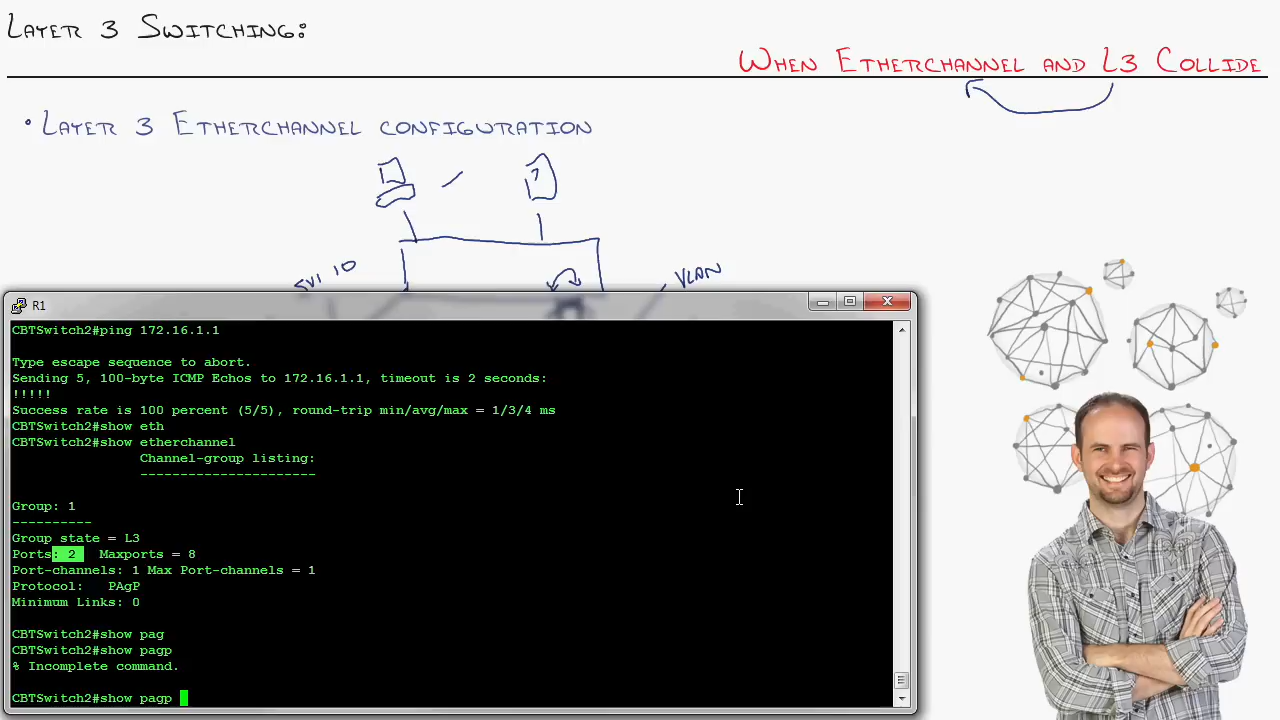 Layer 3 Switching:
When Etherchannel and L3 Collide
• Layer 3 Etherchannel configuration
SVI 10
VLAN
R1
CBTSwitch2#ping 172.16.1.1
Type escape sequence to abort.
Sending 5, 100-byte ICMP Echos to 172.16.1.1, timeout is 2 seconds:
!!!!!
Success rate is 100 percent (5/5), round-trip min/avg/max = 1/3/4 ms
CBTSwitch2#show eth
CBTSwitch2#show etherchannel
Channel-group listing:
----------------------
Group: 1
----------
Group state = L3
Ports: 2 Maxports = 8
Port-channels: 1 Max Port-channels = 1
Protocol: PAgP
Minimum Links: 0
CBTSwitch2#show pag
CBTSwitch2#show pagp
% Incomplete command.
CBTSwitch2#show pagp